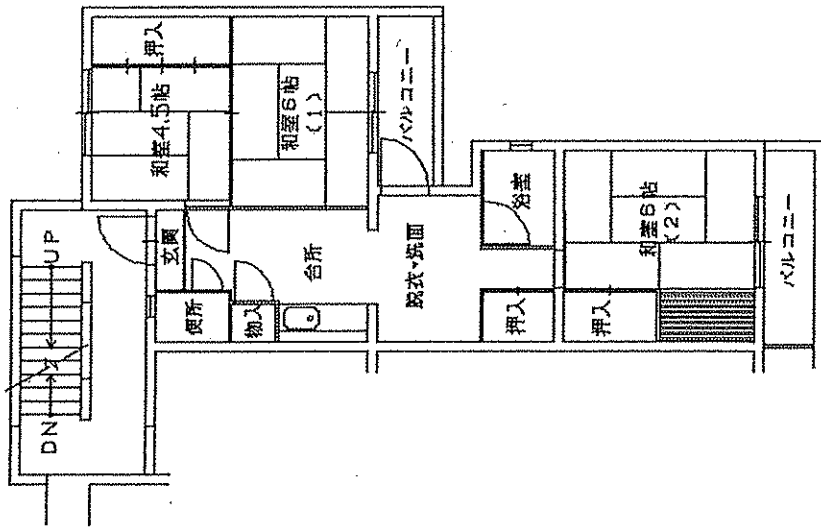 DN
UP
玄関
便所
物入
台所
和室4.5帖
押入
和室6帖
(1)
バルコニー
脱衣・洗面
浴室
押入
押入
和室6帖
(2)
バルコニー